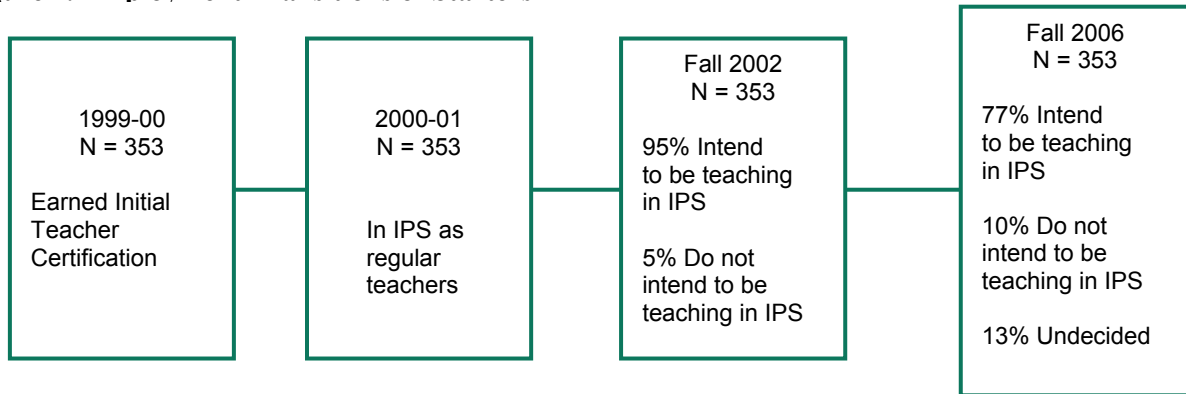 1999-00
N = 353
Earned Initial
Teacher
Certification
2000-01
N = 353
In IPS as
regular
teachers
Fall 2002
N = 353
95% Intend
to be teaching
in IPS
5% Do not
intend to be
teaching in IPS
Fall 2006
N = 353
77% Intend
to be teaching
in IPS
10% Do not
intend to be
teaching in IPS
13% Undecided